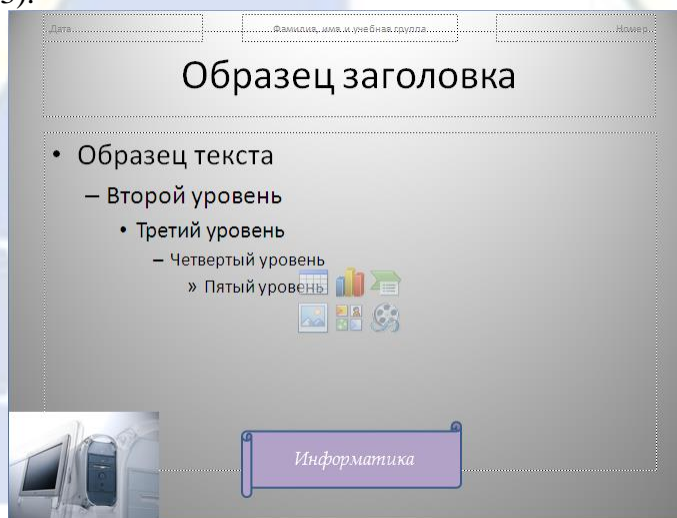 3).
Дата
Фамилия, имя и учебная группа
Номер
Образец заголовка
• Образец текста
– Второй уровень
• Третий уровень
– Четвертый уровень
» Пятый уровень
Информатика